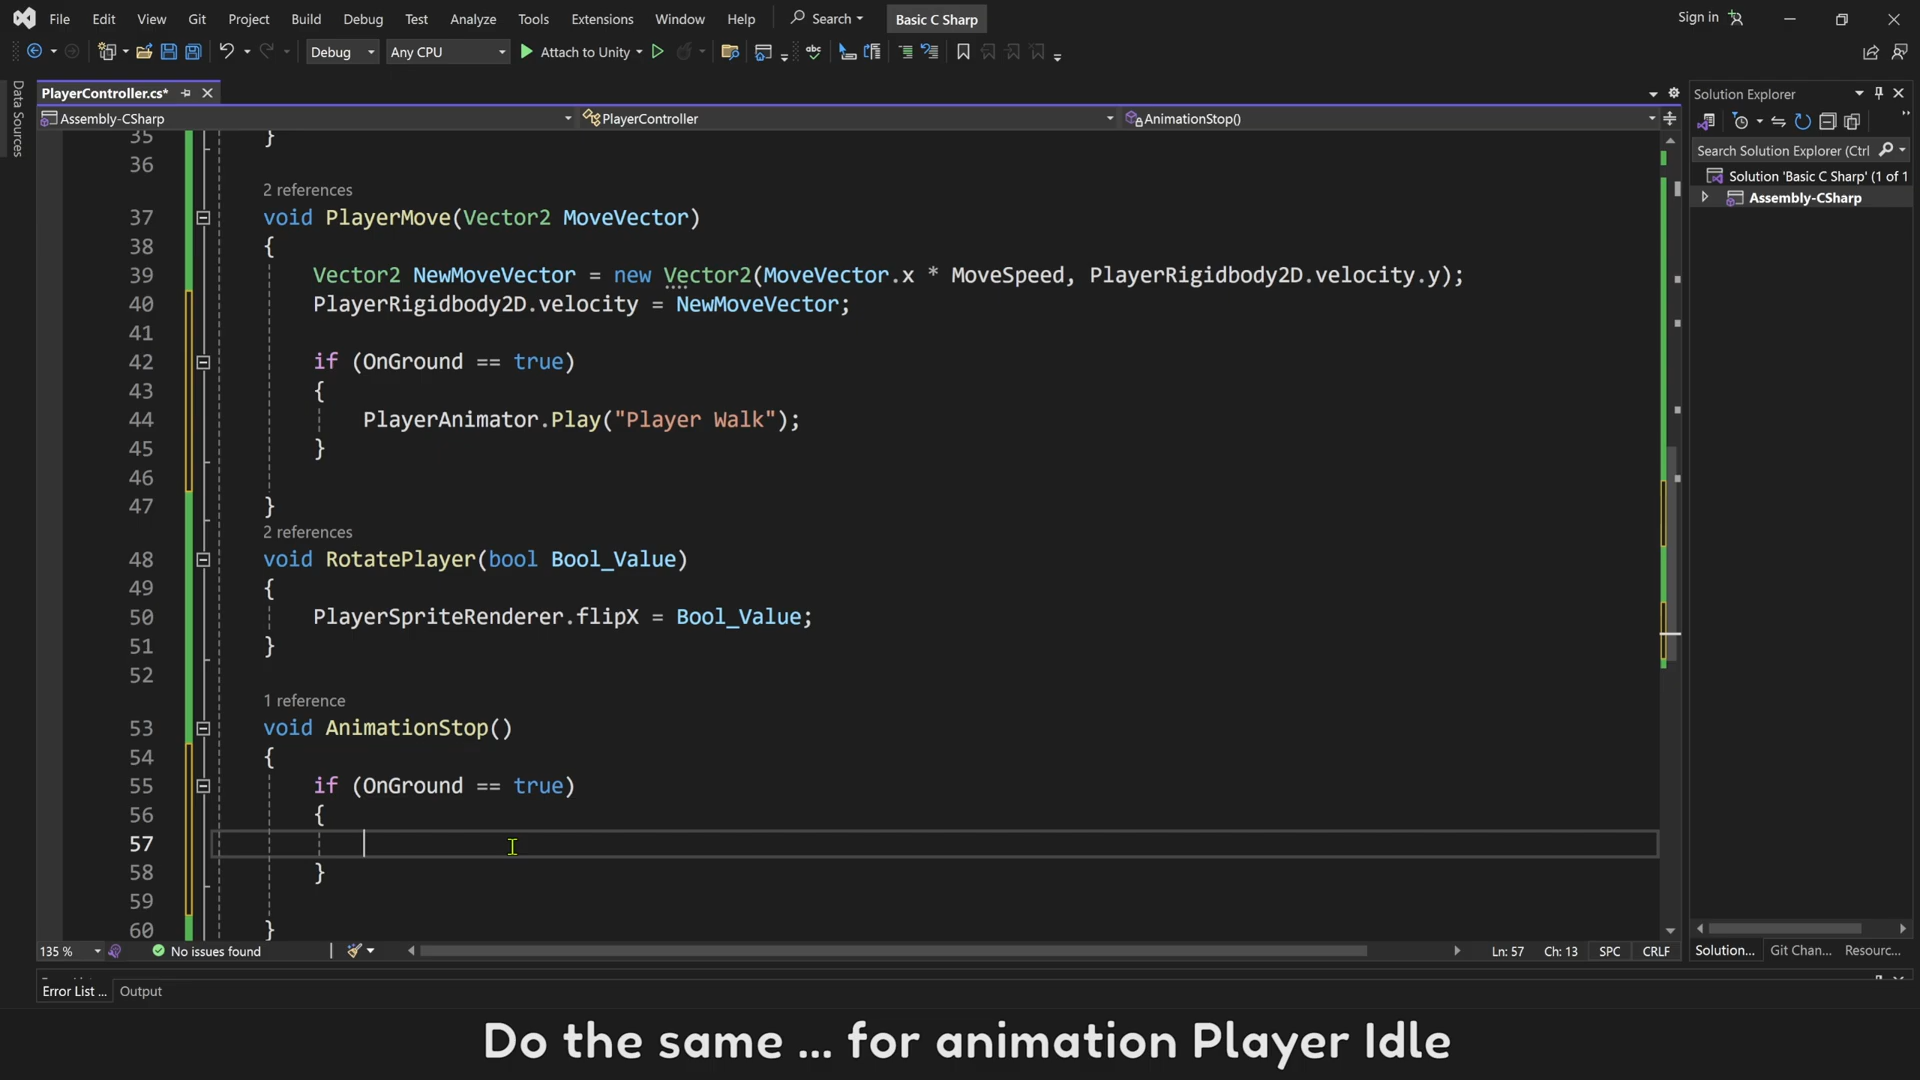 File Edit View Git Project Build Debug Test Analyze Tools Extensions Window Help Search Basic C Sharp Sign in
Debug Any CPU Attach to Unity abc
Data Sources
PlayerController.cs*
Assembly-CSharp PlayerController AnimationStop()
35 }
36
2 references
37 void PlayerMove(Vector2 MoveVector)
38 {
39 Vector2 NewMoveVector = new Vector2(MoveVector.x * MoveSpeed, PlayerRigidbody2D.velocity.y);
40 PlayerRigidbody2D.velocity = NewMoveVector;
41
42 if (OnGround == true)
43 {
44 PlayerAnimator.Play("Player Walk");
45 }
46
47 }
2 references
48 void RotatePlayer(bool Bool_Value)
49 {
50 PlayerSpriteRenderer.flipX = Bool_Value;
51 }
52
1 reference
53 void AnimationStop()
54 {
55 if (OnGround == true)
56 {
57
58 }
59
60 }
135 % No issues found Ln: 57 Ch: 13 SPC CRLF
Error List ... Output
Solution Explorer
Search Solution Explorer (Ctrl
Solution 'Basic C Sharp' (1 of 1
Assembly-CSharp
Solution... Git Chan... Resourc...
Do the same ... for animation Player Idle